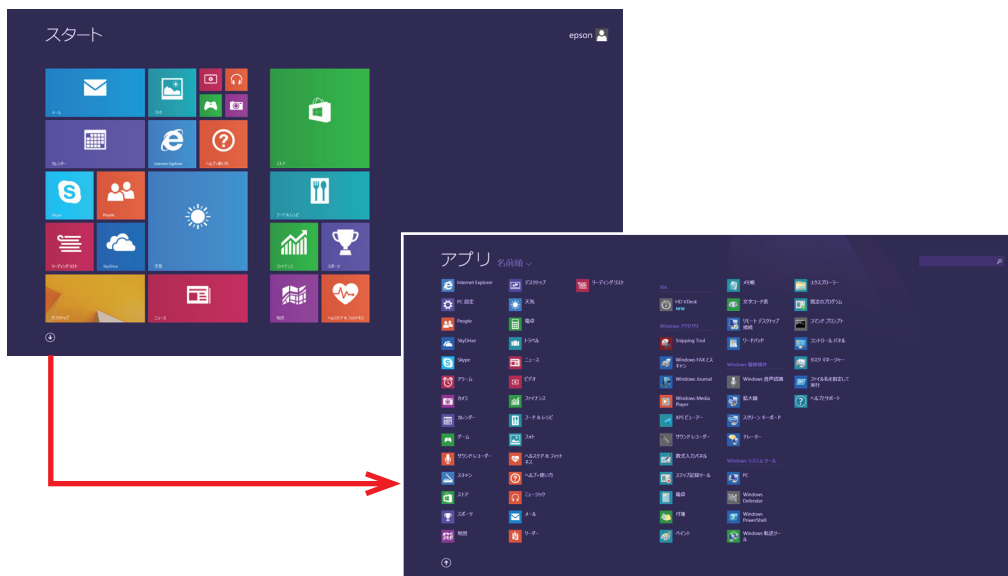 スタート
epson
メール
フォト
カレンダー
Internet Explorer
ヘルプ+使い方
ストア
Skype
People
フード & レシピ
リーディング リスト
SkyDrive
天気
ファイナンス
スポーツ
デスクトップ
ニュース
地図
ヘルスケア & フィットネス
アプリ 名前順
Internet Explorer
PC 設定
People
SkyDrive
Skype
アラーム
カメラ
カレンダー
ゲーム
サウンド レコーダー
スキャン
ストア
スポーツ
地図
デスクトップ
天気
電卓
トラベル
ニュース
ビデオ
ファイナンス
フード & レシピ
フォト
ヘルスケア & フィット
ネス
ヘルプ+使い方
ミュージック
メール
リーダー
リーディング リスト
VIA
HD VDeck
NEW
Windows アクセサリ
Snipping Tool
Windows FAX とス
キャン
Windows Journal
Windows Media
Player
XPS ビューアー
サウンド レコーダー
数式入力パネル
ステップ記録ツール
電卓
付箋
ペイント
メモ帳
文字コード表
リモート デスクトップ
接続
ワードパッド
Windows 簡単操作
Windows 音声認識
拡大鏡
スクリーン キーボード
ナレーター
Windows システム ツール
PC
Windows
Defender
Windows
PowerShell
Windows 転送ツー
ル
エクスプローラー
既定のプログラム
コマンド プロンプト
コントロール パネル
タスク マネージャー
ファイル名を指定して
実行
ヘルプとサポート